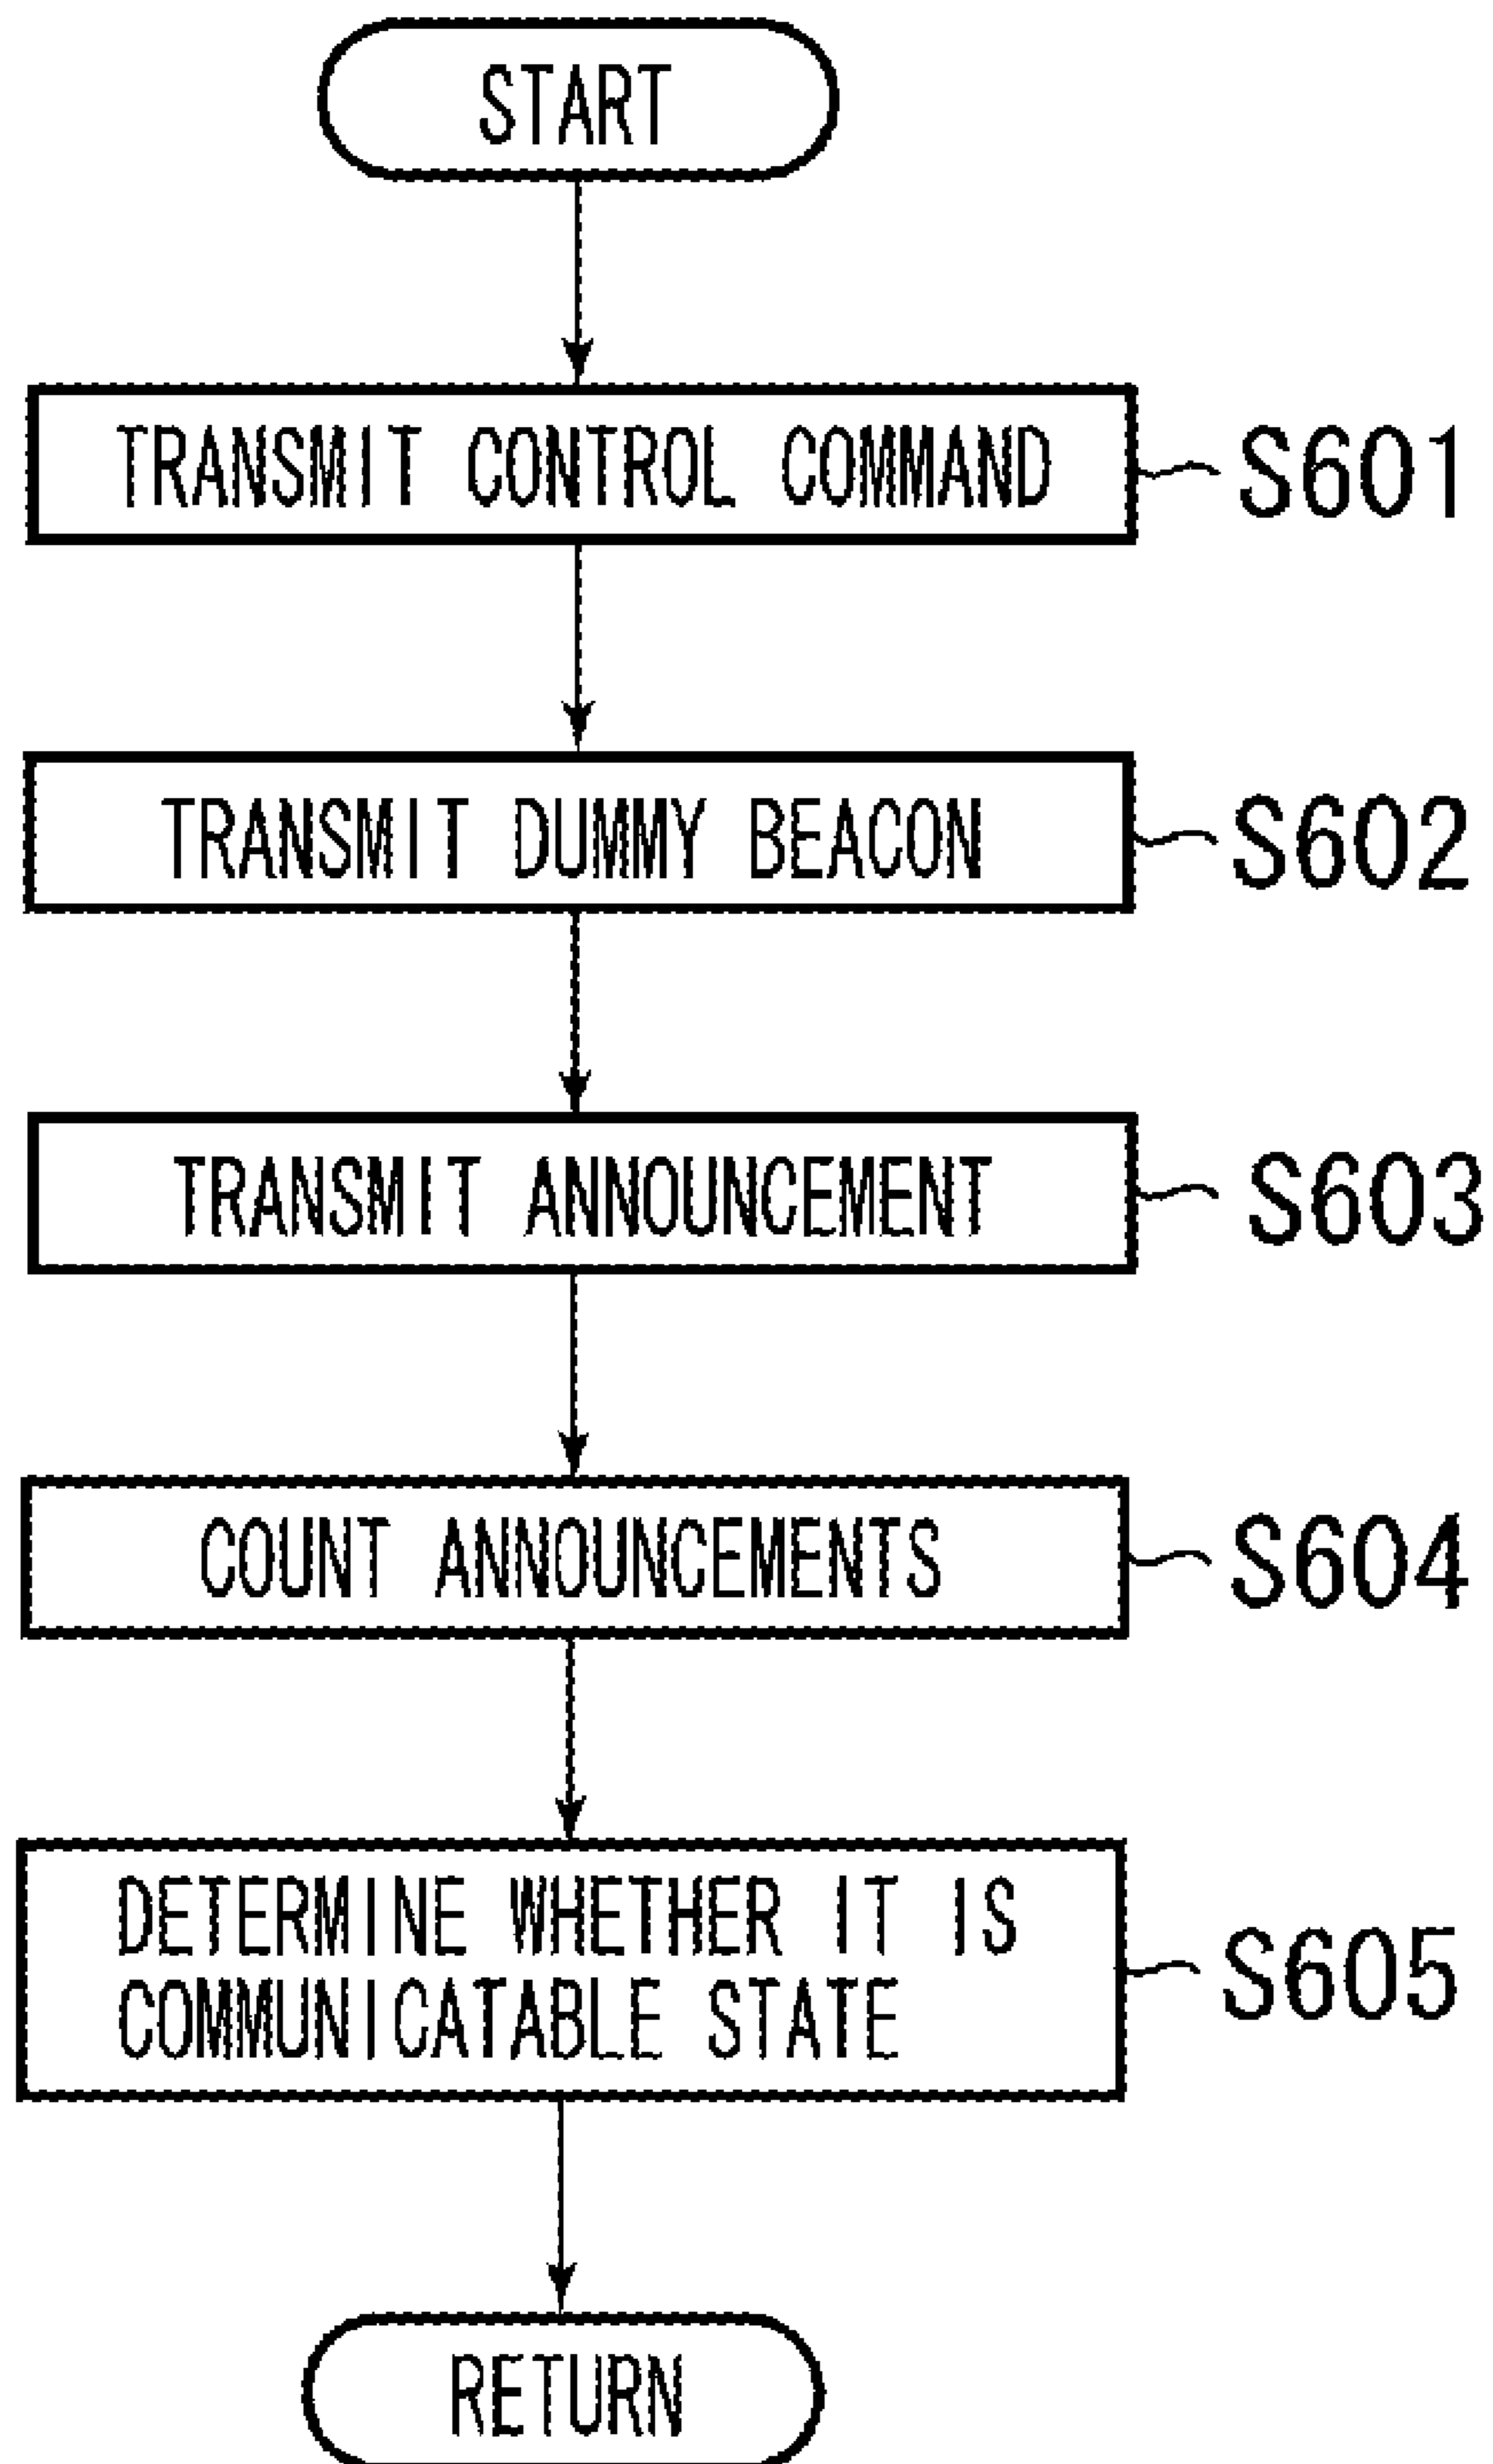 START
TRANSMIT CONTROL COMMAND
S601
TRANSMIT DUMMY BEACON
S602
TRANSMIT ANNOUNCEMENT
S603
COUNT ANNOUNCEMENTS
S604
DETERMINE WHETHER IT IS
COMMUNICATABLE STATE
S605
RETURN